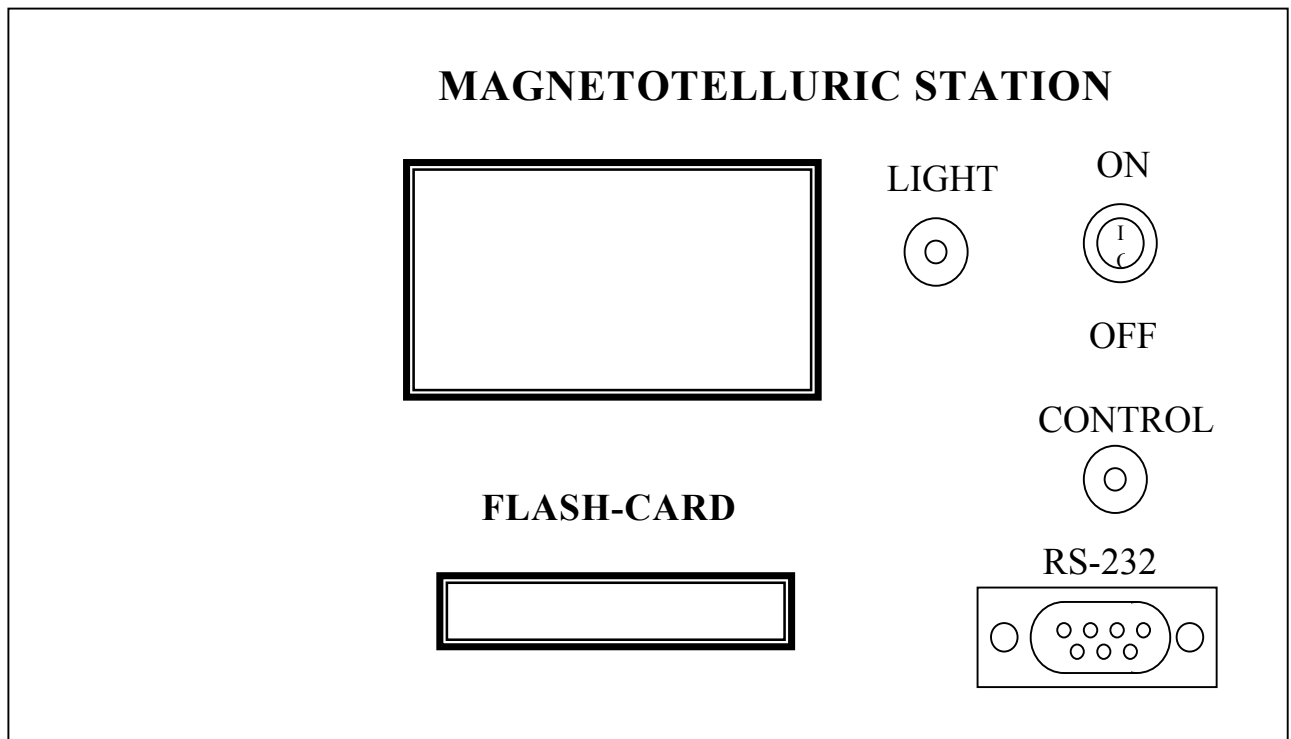 MAGNETOTELLURIC STATION
LIGHT
ON
I
OFF
CONTROL
FLASH-CARD
RS-232